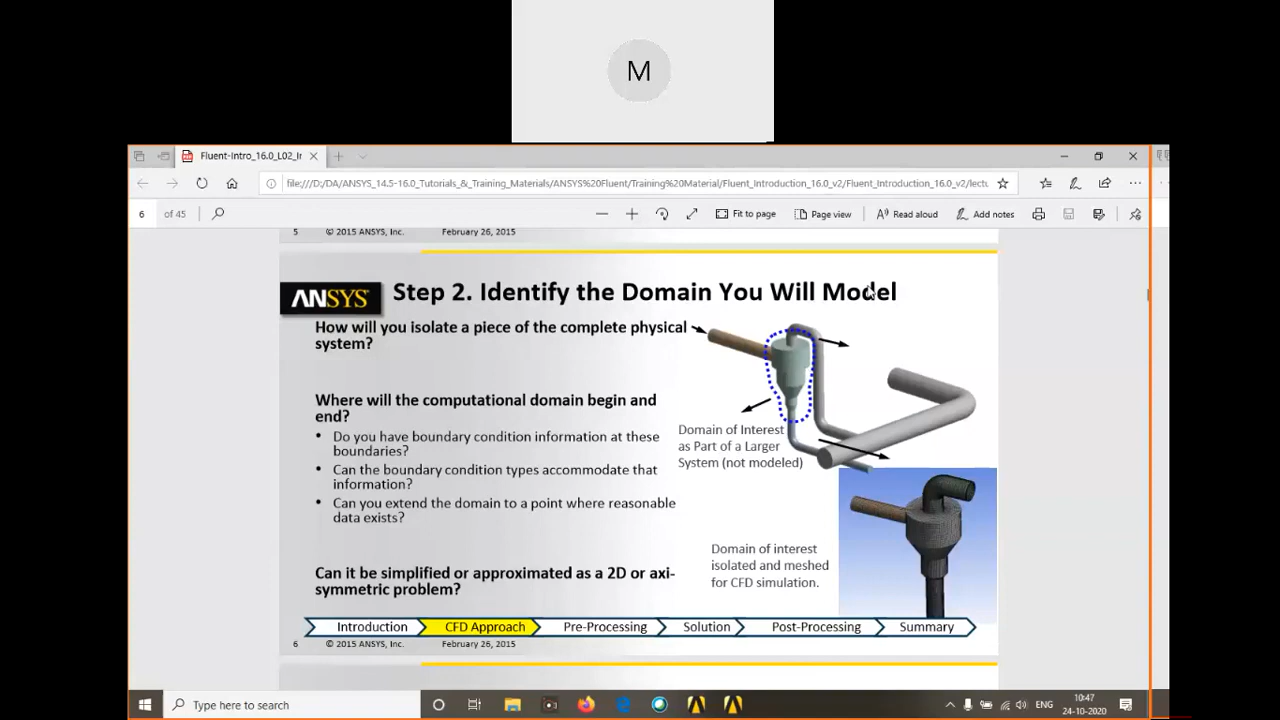 M
Fluent-Intro_16.0_L02_Ir
file:///D:/DA/ANSYS_14.5-16.0_Tutorials_&_Training_Materials/ANSYS%20Fluent/Training%20Material/Fluent_Introduction_16.0_v2/Fluent_Introduction_16.0_v2/lectu
6 of 45
Fit to page
Page view
Read aloud
Add notes
5 © 2015 ANSYS, Inc. February 26, 2015
ANSYS
Step 2. Identify the Domain You Will Model
How will you isolate a piece of the complete physical
system?
Where will the computational domain begin and
end?
• Do you have boundary condition information at these
boundaries?
• Can the boundary condition types accommodate that
information?
• Can you extend the domain to a point where reasonable
data exists?
Can it be simplified or approximated as a 2D or axi-
symmetric problem?
Domain of Interest
as Part of a Larger
System (not modeled)
Domain of interest
isolated and meshed
for CFD simulation.
Introduction
CFD Approach
Pre-Processing
Solution
Post-Processing
Summary
6 © 2015 ANSYS, Inc. February 26, 2015
Type here to search
ENG
10:47
24-10-2020